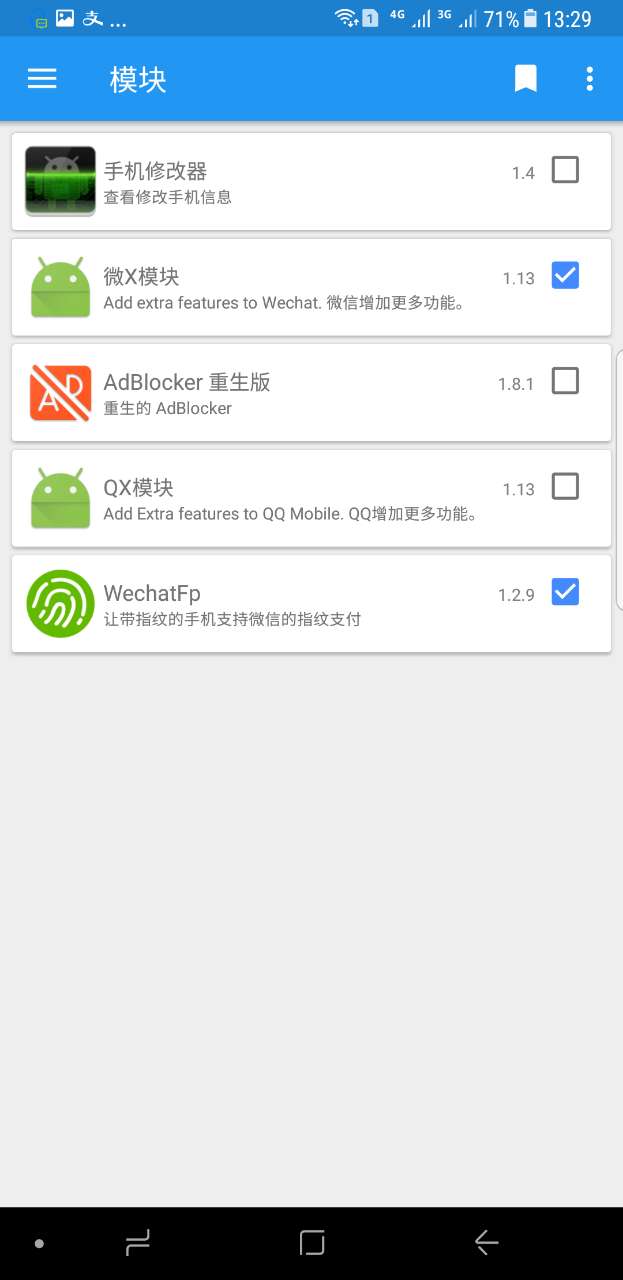 支 ... 1 4G 3G 71% 13:29
模块
手机修改器 1.4
查看修改手机信息
微X模块 1.13
Add extra features to Wechat. 微信增加更多功能。
AD
AdBlocker 重生版 1.8.1
重生的 AdBlocker
QX模块 1.13
Add Extra features to QQ Mobile. QQ增加更多功能。
WechatFp 1.2.9
让带指纹的手机支持微信的指纹支付